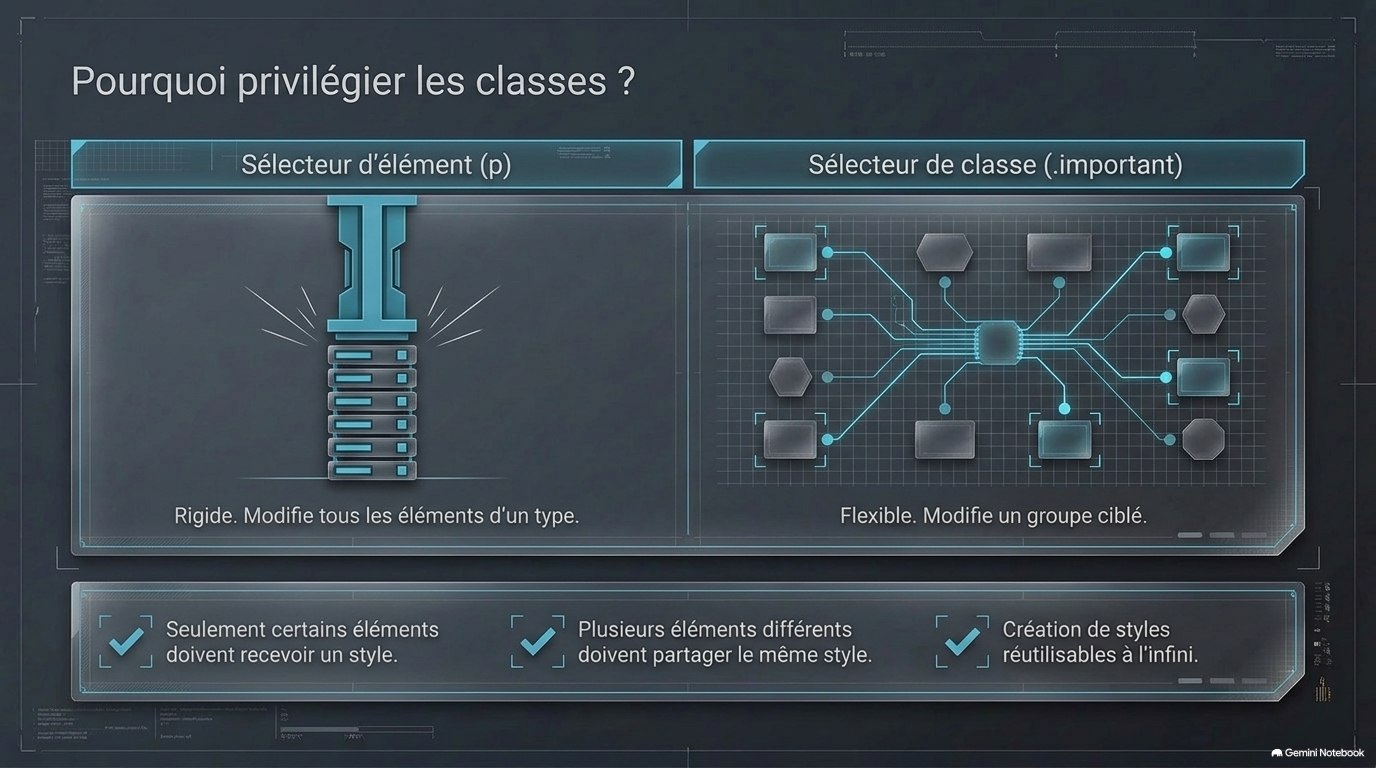 Pourquoi privilégier les classes ?
Sélecteur d'élément (p)
Sélecteur de classe (.important)
Rigide. Modifie tous les éléments d'un type.
Flexible. Modifie un groupe ciblé.
Seulement certains éléments
doivent recevoir un style.
Plusieurs éléments différents
doivent partager le même style.
Création de styles
réutilisables à l'infini.
Gemini Notebook